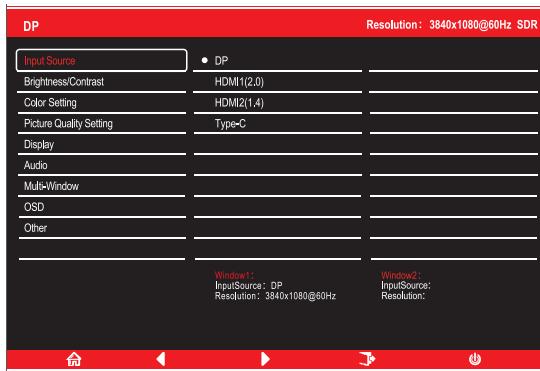 DP
Resolution: 3840x1080@60Hz SDR
Input Source
DP
Brightness/Contrast
HDMI1(2.0)
Color Setting
HDMI2(1.4)
Picture Quality Setting
Type-C
Display
Audio
Multi-Window
OSD
Other
Window1:
InputSource: DP
Resolution: 3840x1080@60Hz
Window2:
InputSource:
Resolution: